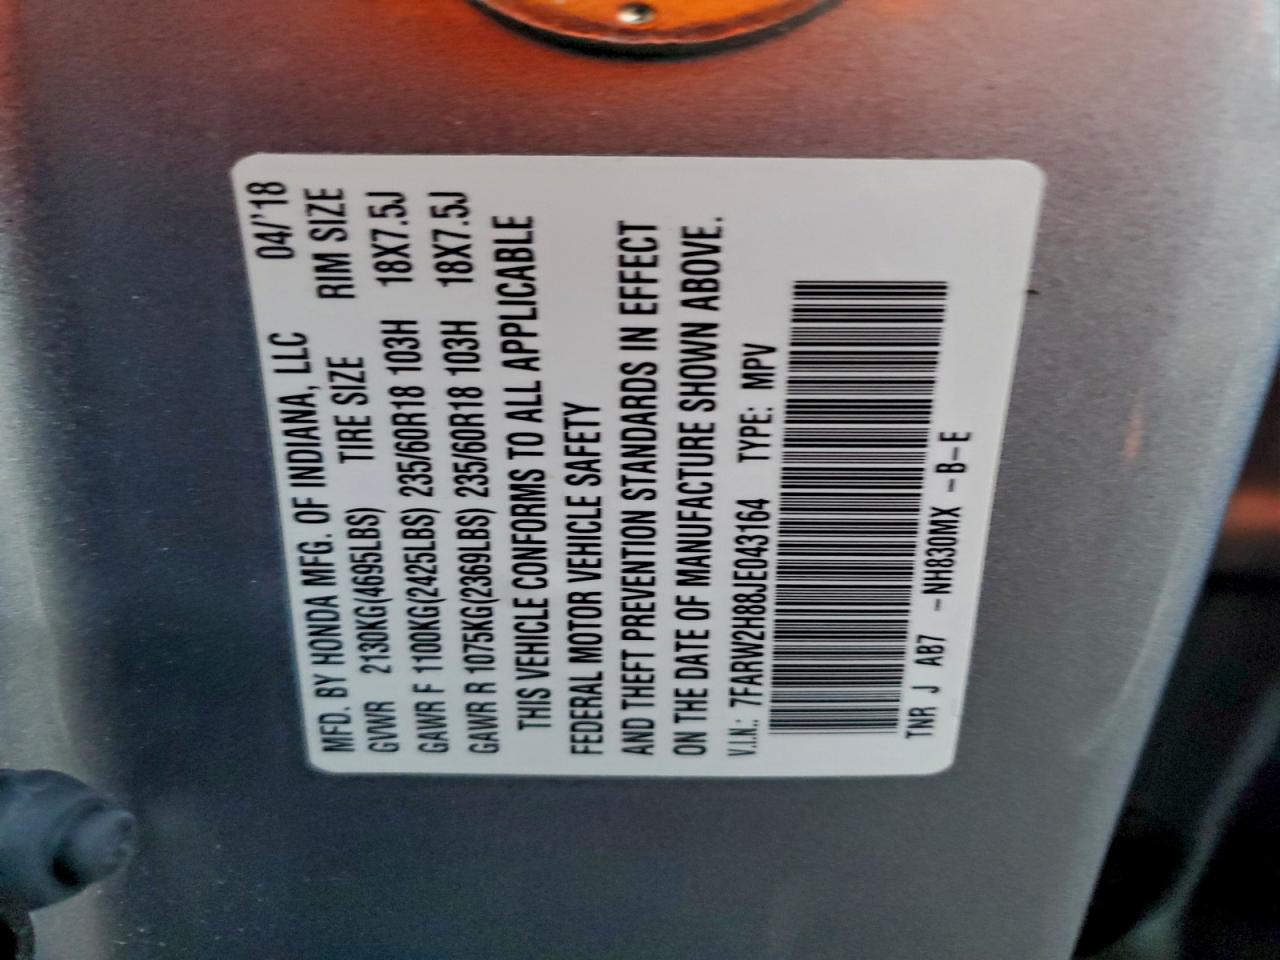 MFD. BY HONDA MFG. OF INDIANA, LLC 04/'18
GVWR 2130KG(4695LBS) TIRE SIZE RIM SIZE
GAWR F 1100KG(2425LBS) 235/60R18 103H 18X7.5J
GAWR R 1075KG(2369LBS) 235/60R18 103H 18X7.5J
THIS VEHICLE CONFORMS TO ALL APPLICABLE
FEDERAL MOTOR VEHICLE SAFETY
AND THEFT PREVENTION STANDARDS IN EFFECT
ON THE DATE OF MANUFACTURE SHOWN ABOVE.
V.I.N.: 7FARW2H88JE043164 TYPE: MPV
TNR J AB7 -NH830MX -B-E